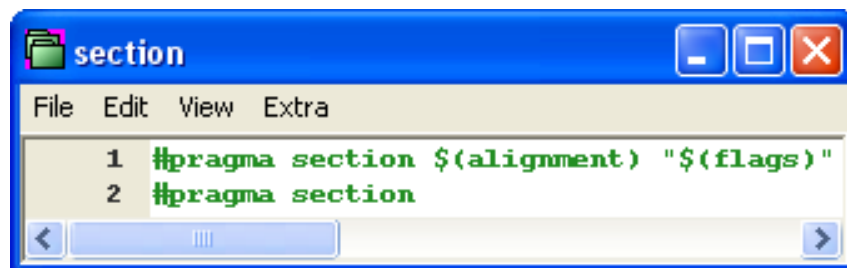 section
File Edit View Extra
1 #pragma section $(alignment) "$(flags)"
2 #pragma section